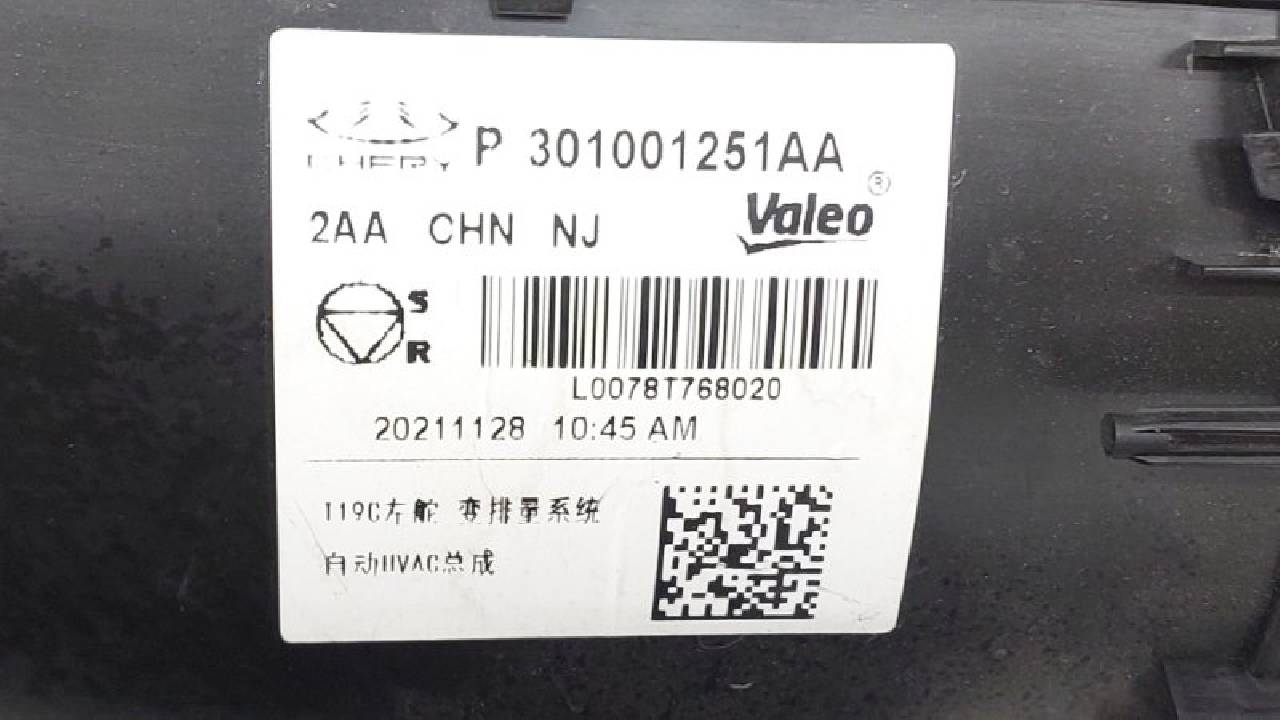 CHERY P 301001251AA
2AA CHN NJ Valeo ®
S
R
L0078T768020
20211128 10:45 AM
T19C左舵 变排量系统
自动HVAC总成